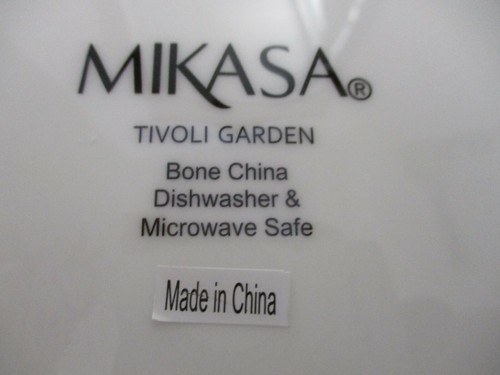 MIKASA®
TIVOLI GARDEN
Bone China
Dishwasher &
Microwave Safe
Made in China